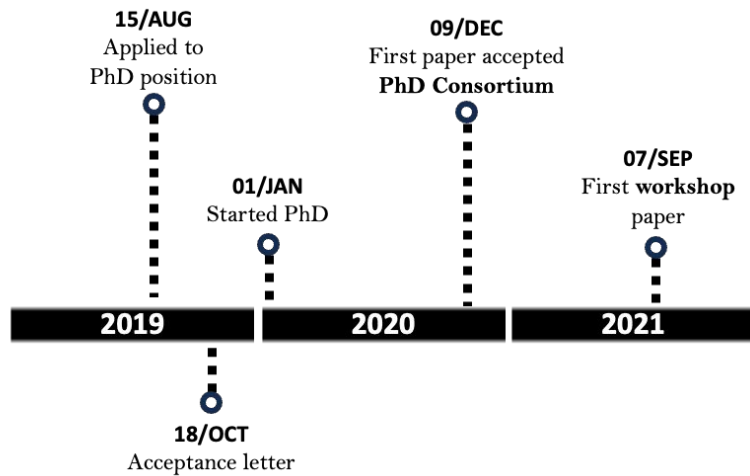 15/AUG
Applied to
PhD position
09/DEC
First paper accepted
PhD Consortium
01/JAN
Started PhD
07/SEP
First workshop
paper
2019
2020
2021
18/OCT
Acceptance letter